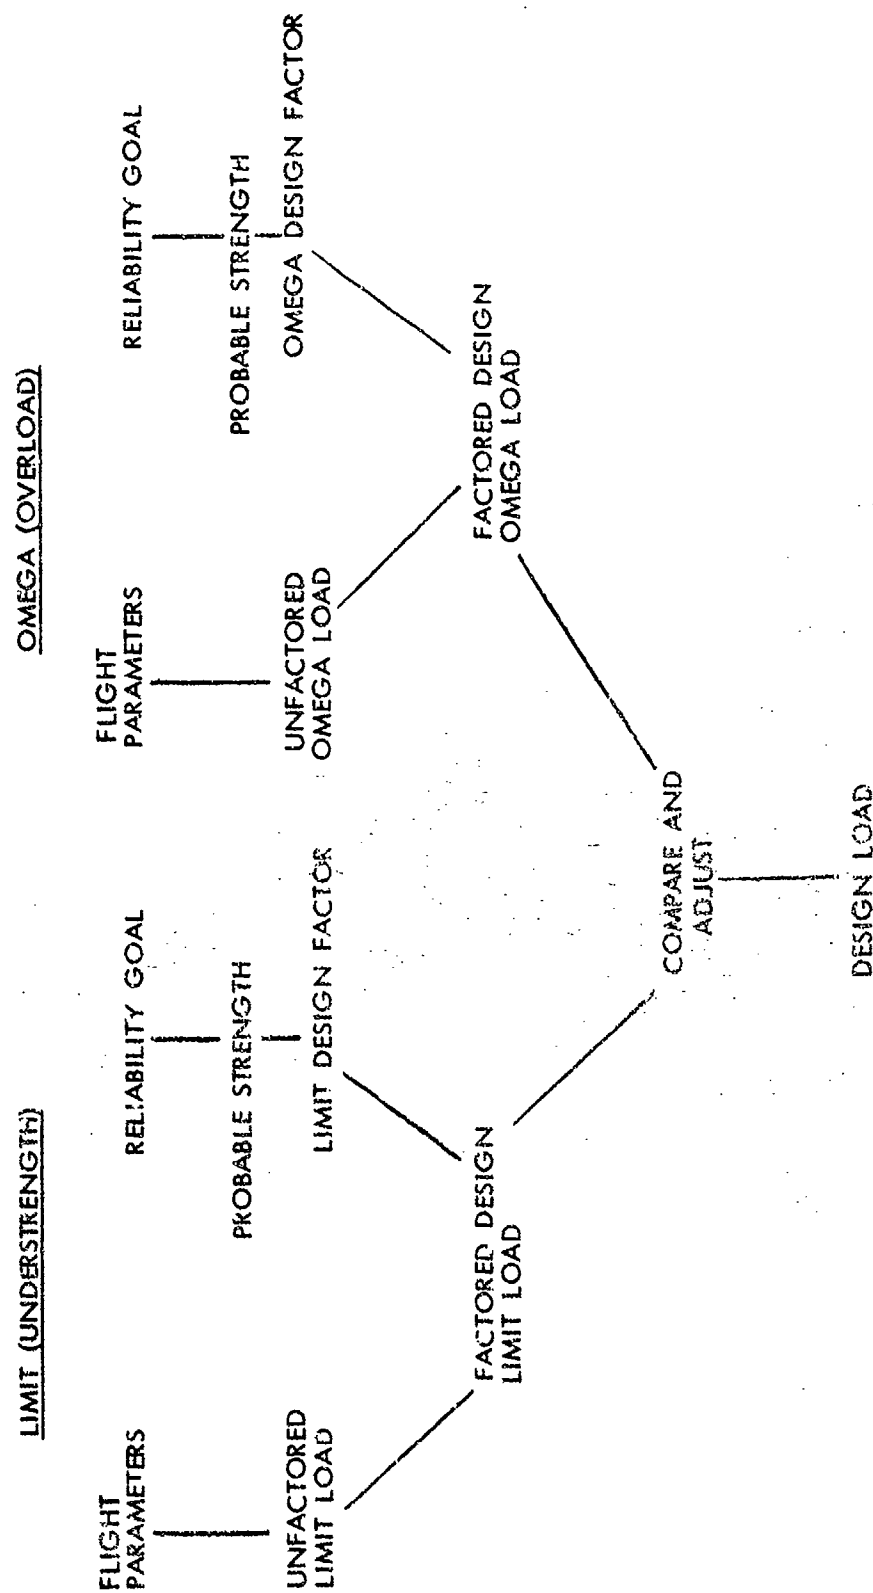 LIMIT (UNDERSTRENGTH)
OMEGA (OVERLOAD)
FLIGHT
PARAMETERS
RELIABILITY GOAL
FLIGHT
PARAMETERS
RELIABILITY GOAL
PROBABLE STRENGTH
PROBABLE STRENGTH
UNFACTORED
LIMIT LOAD
LIMIT DESIGN FACTOR
UNFACTORED
OMEGA LOAD
OMEGA DESIGN FACTOR
FACTORED DESIGN
LIMIT LOAD
FACTORED DESIGN
OMEGA LOAD
COMPARE AND
ADJUST
DESIGN LOAD